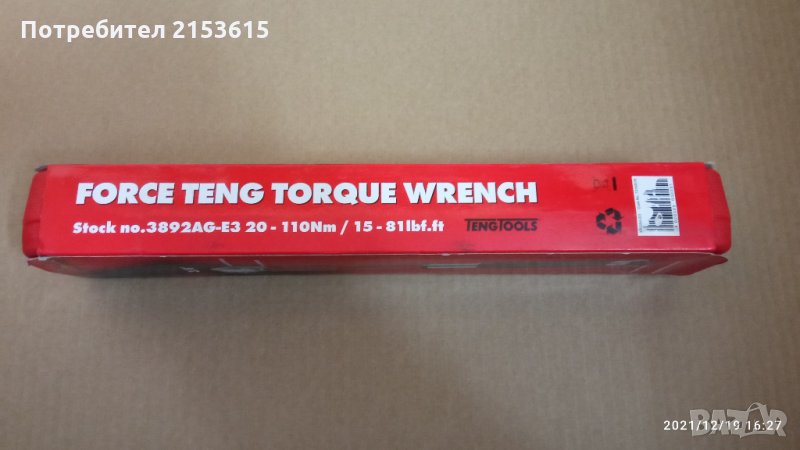 Потребител 2153615
FORCE TENG TORQUE WRENCH
Stock no.3892AG-E3 20 - 110Nm / 15 - 81lbf.ft
TENGTOOLS
BAZAR
2021/12/19 16:27